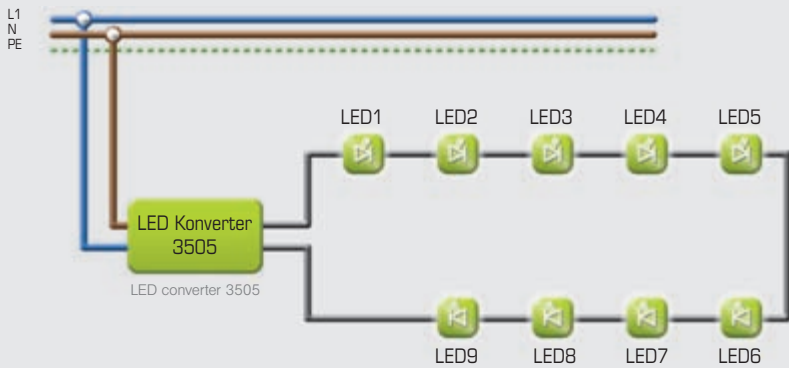 L1
N
PE
LED1 LED2 LED3 LED4 LED5
LED Konverter
3505
LED converter 3505
LED9 LED8 LED7 LED6